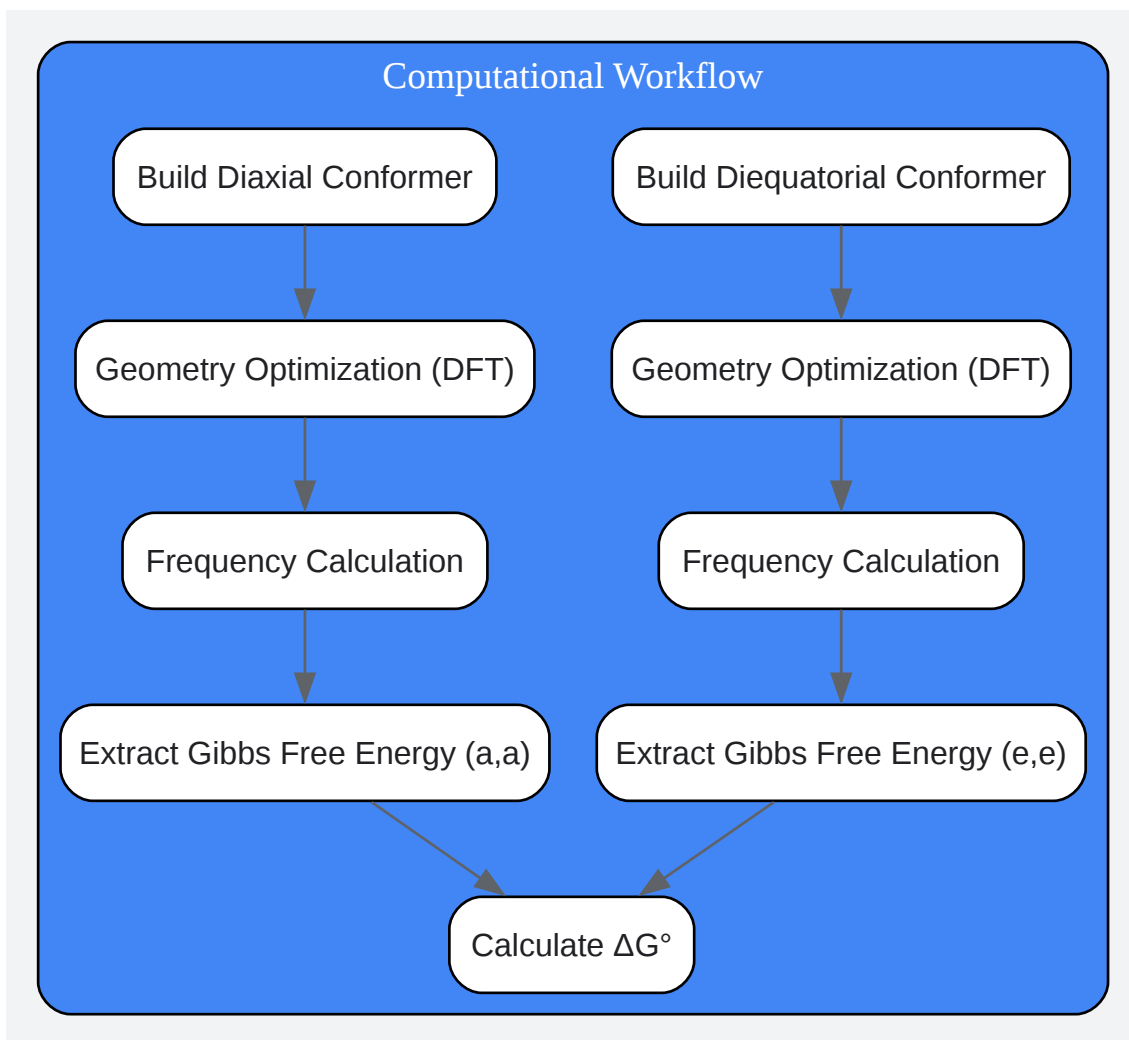 Computational Workflow
Build Diaxial Conformer
Build Diequatorial Conformer
Geometry Optimization (DFT)
Geometry Optimization (DFT)
Frequency Calculation
Frequency Calculation
Extract Gibbs Free Energy (a,a)
Extract Gibbs Free Energy (e,e)
Calculate ΔG°